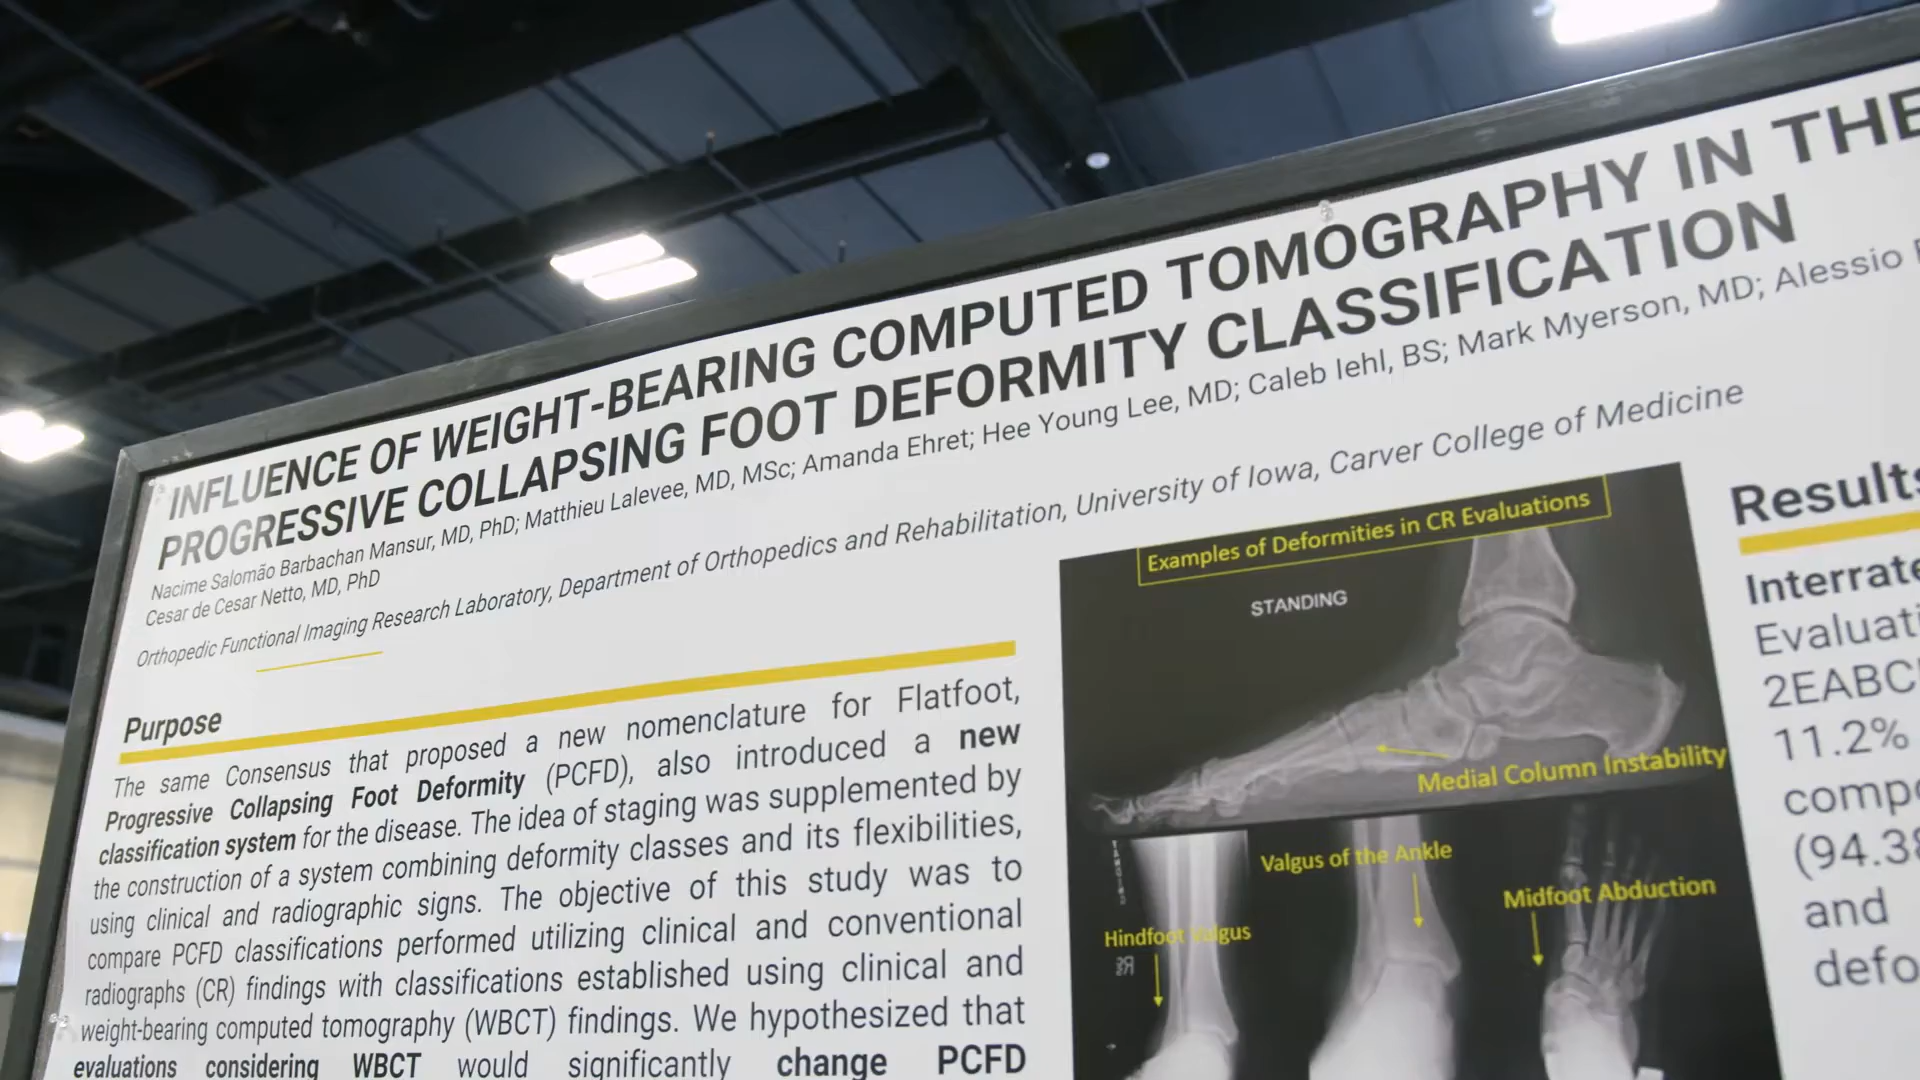 INFLUENCE OF WEIGHT-BEARING COMPUTED TOMOGRAPHY IN THE
PROGRESSIVE COLLAPSING FOOT DEFORMITY CLASSIFICATION
Nacime Salomão Barbachan Mansur, MD, PhD; Matthieu Lalevee, MD, MSc; Amanda Ehret; Hee Young Lee, MD; Caleb Iehl, BS; Mark Myerson, MD; Alessio
Cesar de Cesar Netto, MD, PhD
Orthopedic Functional Imaging Research Laboratory, Department of Orthopedics and Rehabilitation, University of Iowa, Carver College of Medicine
Purpose
The same Consensus that proposed a new nomenclature for Flatfoot,
Progressive Collapsing Foot Deformity (PCFD), also introduced a new
classification system for the disease. The idea of staging was supplemented by
the construction of a system combining deformity classes and its flexibilities,
using clinical and radiographic signs. The objective of this study was to
compare PCFD classifications performed utilizing clinical and conventional
radiographs (CR) findings with classifications established using clinical and
weight-bearing computed tomography (WBCT) findings. We hypothesized that
evaluations considering WBCT would significantly change PCFD
Examples of Deformities in CR Evaluations
STANDING
Medial Column Instability
Valgus of the Ankle
Midfoot Abduction
Hindfoot Valgus
Results
Interrate
Evaluati
2EABC
11.2%
compo
(94.38
and
defo